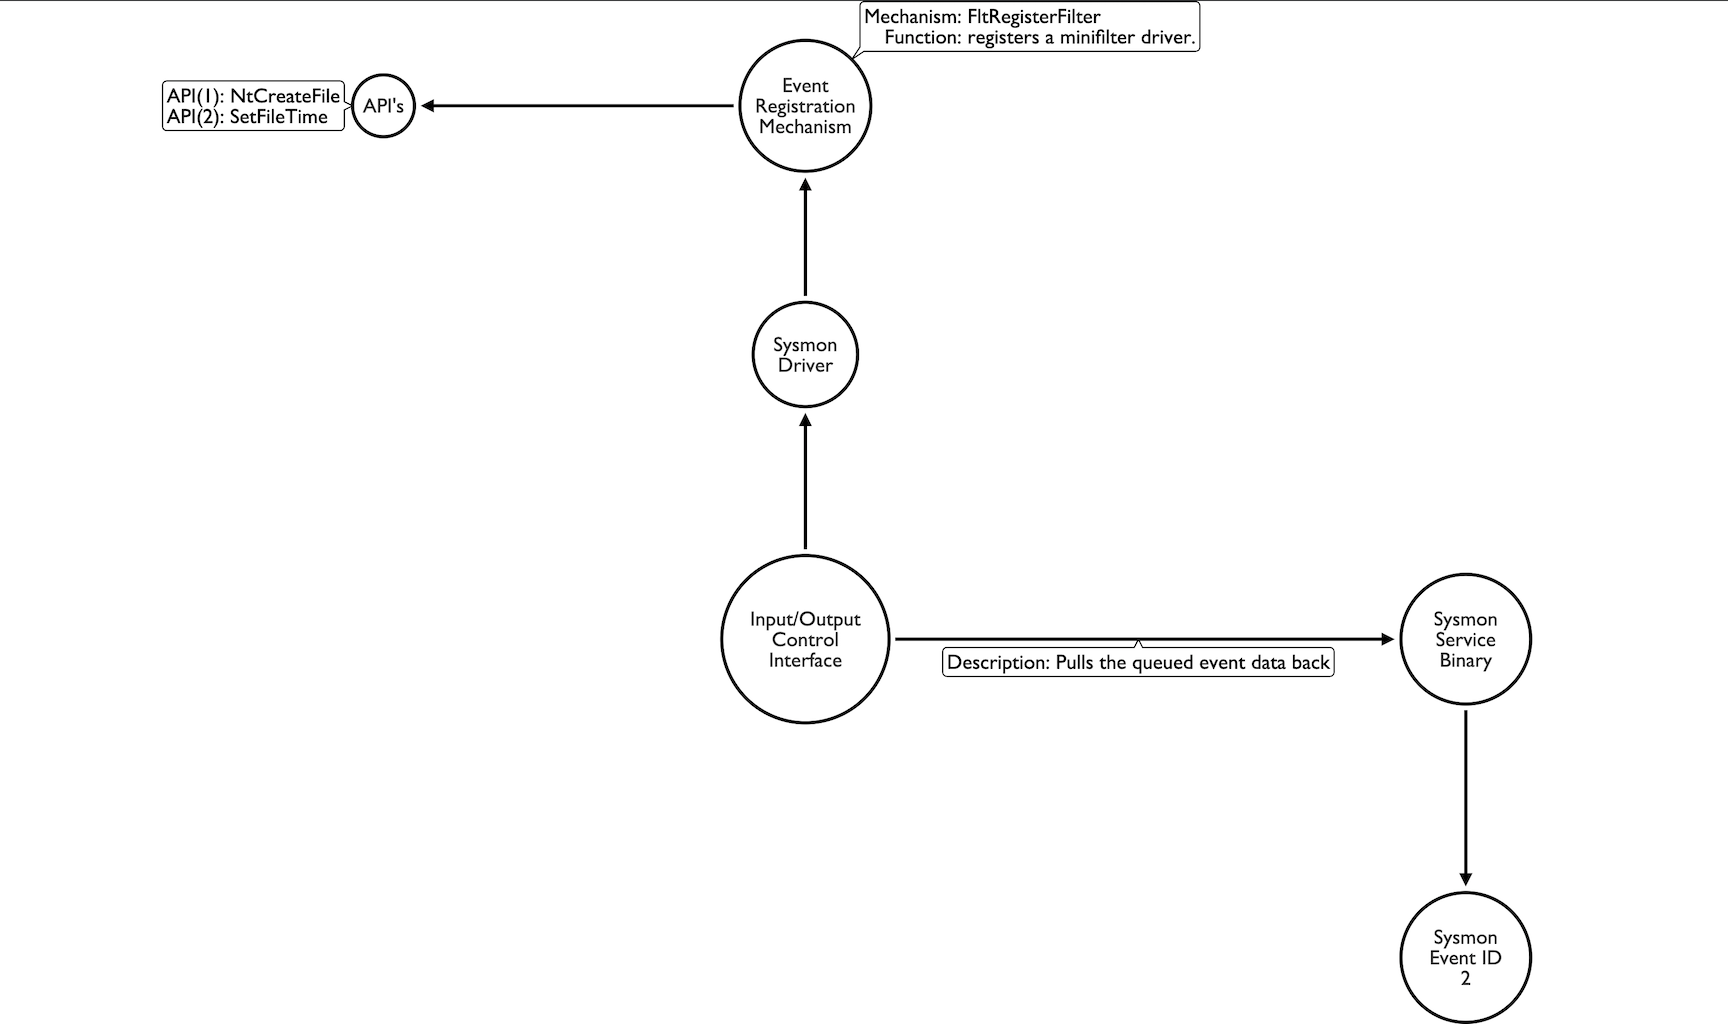 Mechanism: FltRegisterFilter
Function: registers a minifilter driver.
Event
Registration
Mechanism
API(1): NtCreateFile
API(2): SetFileTime
API's
Sysmon
Driver
Input/Output
Control
Interface
Description: Pulls the queued event data back
Sysmon
Service
Binary
Sysmon
Event ID
2